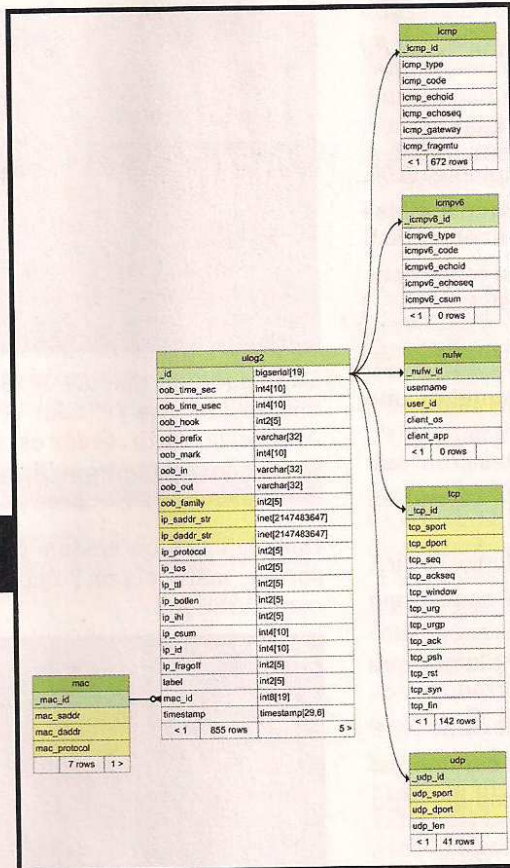 icmp
_icmp_id
icmp_type
icmp_code
icmp_echoid
icmp_echoseq
icmp_gateway
icmp_fragmtu
< 1 672 rows
icmpv6
_icmpv6_id
icmpv6_type
icmpv6_code
icmpv6_echoid
icmpv6_echoseq
icmpv6_csum
< 1 0 rows
nufw
_nufw_id
username
user_id
client_os
client_app
< 1 0 rows
tcp
_tcp_id
tcp_sport
tcp_dport
tcp_seq
tcp_ackseq
tcp_window
tcp_urg
tcp_urgp
tcp_ack
tcp_psh
tcp_rst
tcp_syn
tcp_fin
< 1 142 rows
udp
_udp_id
udp_sport
udp_dport
udp_len
< 1 41 rows
ulog2
_id bigserial[19]
oob_time_sec int4[10]
oob_time_usec int4[10]
oob_hook int2[5]
oob_prefix varchar[32]
oob_mark int4[10]
oob_in varchar[32]
oob_out varchar[32]
oob_family int2[5]
ip_saddr_str inet[2147483647]
ip_daddr_str inet[2147483647]
ip_protocol int2[5]
ip_tos int2[5]
ip_ttl int2[5]
ip_totlen int2[5]
ip_ihl int2[5]
ip_csum int4[10]
ip_id int4[10]
ip_fragoff int2[5]
label int2[5]
mac_id int8[19]
timestamp timestamp[29,6]
< 1 855 rows 5 >
mac
_mac_id
mac_saddr
mac_daddr
mac_protocol
7 rows 1 >